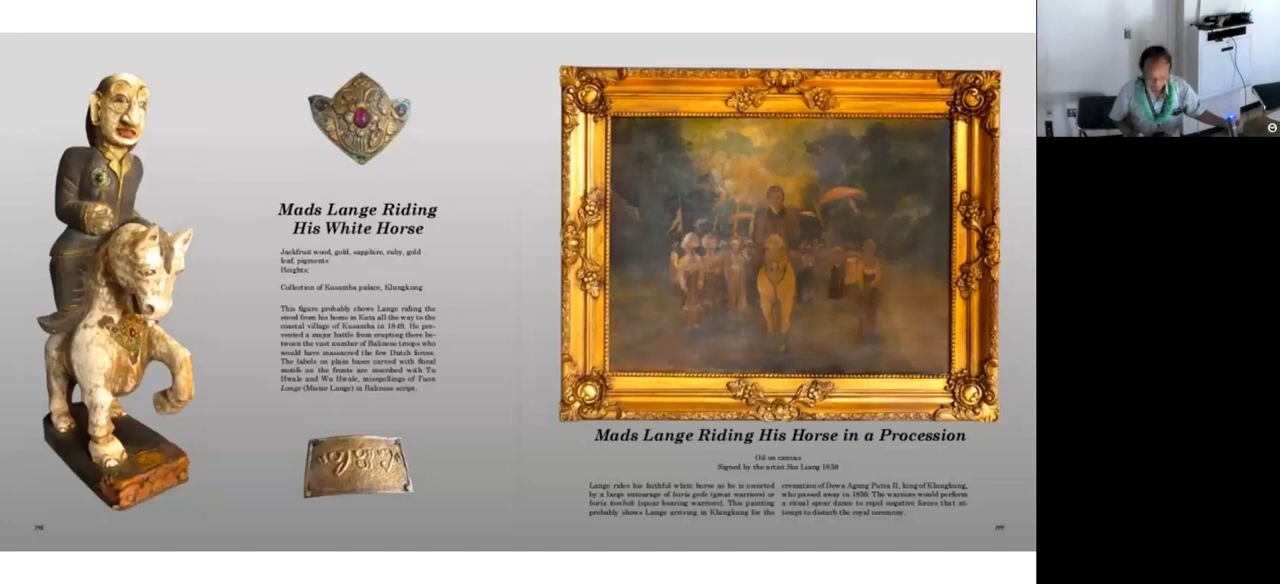 Mads Lange Riding
His White Horse
Jackfruit wood, gold, sapphire, ruby, gold
leaf, pigments
Heights:
Collection of Kusamba palace, Klungkung
This figure probably shows Lange riding the
steed from his home in Kuta all the way to the
coastal village of Kusamba in 1849. He pre-
vented a major battle from erupting there be-
tween the vast number of Balinese troops who
would have massacred the few Dutch forces.
The labels on plain bases carved with floral
motifs on the fronts are inscribed with Tu
Hwale and Wu Hwale, misspellings of Tuan
Lange (Mister Lange) in Balinese script.
198
Mads Lange Riding His Horse in a Procession
Oil on canvas
Signed by the artist Sin Liang 1850
Lange rides his faithful white horse as he is escorted
by a large entourage of baris gede (great warriors) or
baris tombak (spear bearing warriors). This painting
probably shows Lange arriving in Klungkung for the
cremation of Dewa Agung Putra II, king of Klungkung,
who passed away in 1850. The warriors would perform
a ritual spear dance to repel negative forces that at-
tempt to disturb the royal ceremony.
199